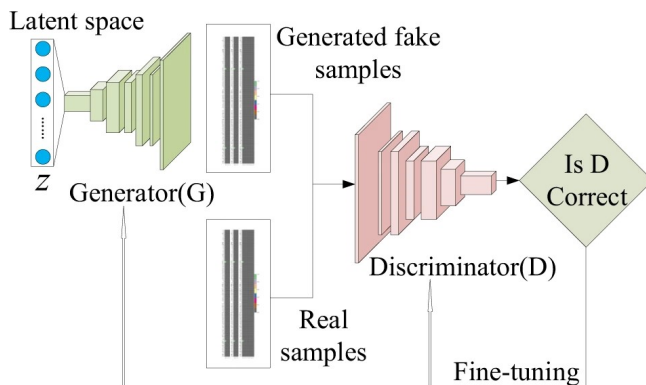 Latent space
z
Generator(G)
Generated fake
samples
Real
samples
Discriminator(D)
Is D
Correct
Fine-tuning